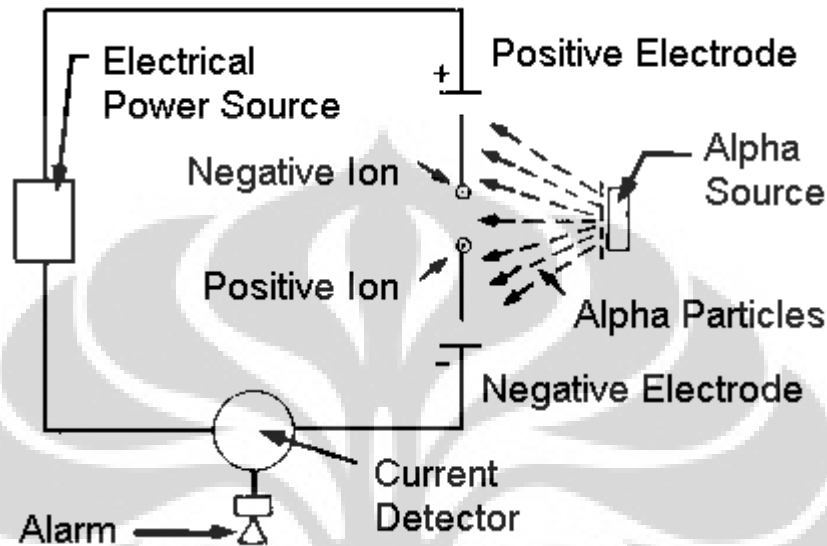 Electrical
Power Source
+
Positive Electrode
Negative Ion
Alpha
Source
Positive Ion
Alpha Particles
-
Negative Electrode
Current
Detector
Alarm